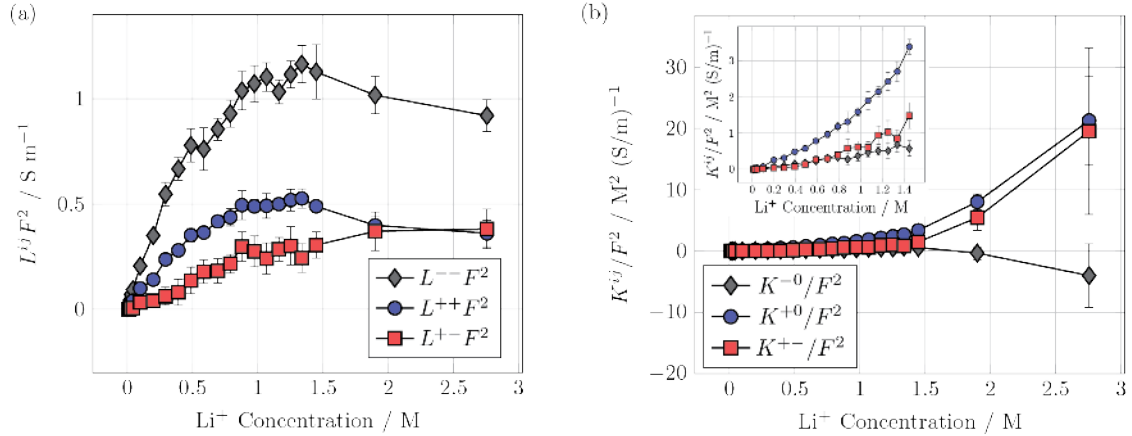 (a)
L^{ij}F^2 / S m^{-1}
1
0.5
0
0 0.5 1 1.5 2 2.5 3
Li⁺ Concentration / M
L^{--}F^2
L^{++}F^2
L^{+-}F^2
(b)
K^{ij}/F^2 / M^2 (S/m)^{-1}
30
20
10
0
−10
−20
0 0.5 1 1.5 2 2.5 3
Li⁺ Concentration / M
K^{ij}/F^2 / M^2 (S/m)^{-1}
3
2
1
0
0 0.2 0.4 0.6 0.8 1 1.2 1.4
Li⁺ Concentration / M
K^{-0}/F^2
K^{+0}/F^2
K^{+-}/F^2